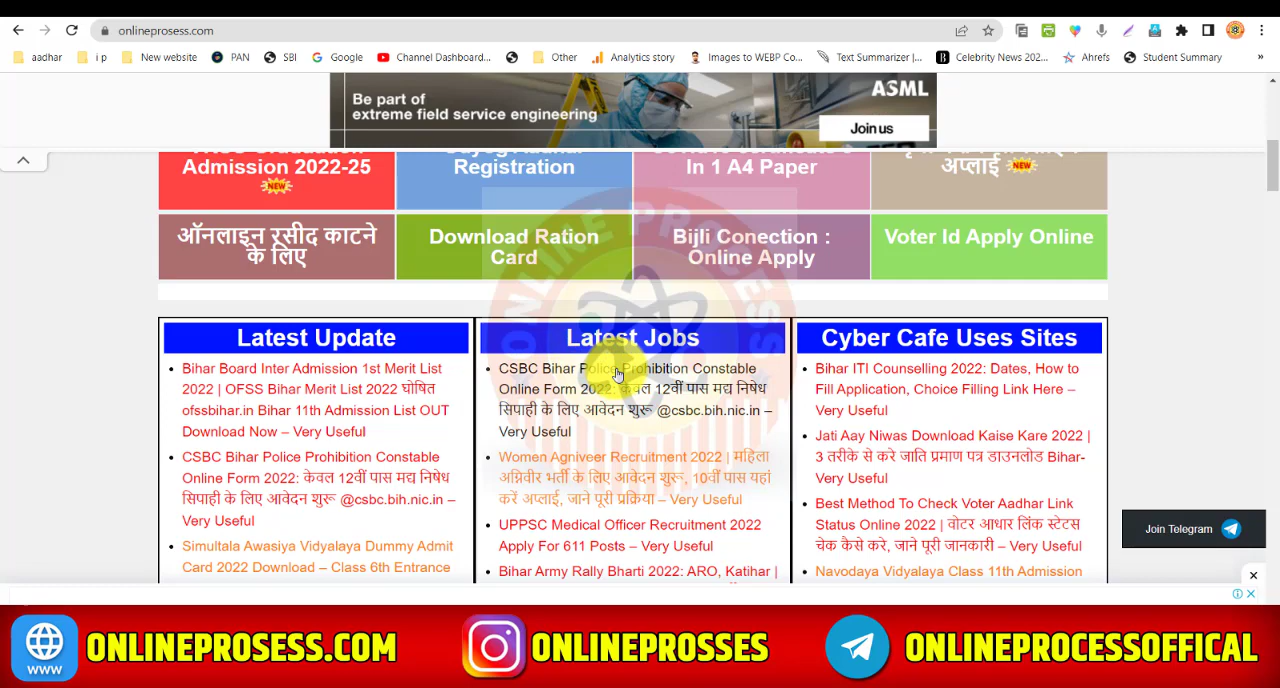 onlineprosess.com
aadhar
i p
New website
PAN
SBI
Google
Channel Dashboard...
Other
Analytics story
Images to WEBP Co...
Text Summarizer |...
Celebrity News 202...
Ahrefs
Student Summary
»
Be part of
extreme field service engineering
ASML
Join us
Admission 2022-25
NEW
Registration
In 1 A4 Paper
अप्लाई NEW
ऑनलाइन रसीद काटने
के लिए
Download Ration
Card
Bijli Conection :
Online Apply
Voter Id Apply Online
ONLINE PROCESS
Latest Update
Bihar Board Inter Admission 1st Merit List
2022 | OFSS Bihar Merit List 2022 घोषित
ofssbihar.in Bihar 11th Admission List OUT
Download Now – Very Useful
CSBC Bihar Police Prohibition Constable
Online Form 2022: केवल 12वीं पास मद्य निषेध
सिपाही के लिए आवेदन शुरू @csbc.bih.nic.in –
Very Useful
Simultala Awasiya Vidyalaya Dummy Admit
Card 2022 Download – Class 6th Entrance
Latest Jobs
CSBC Bihar Police Prohibition Constable
Online Form 2022: केवल 12वीं पास मद्य निषेध
सिपाही के लिए आवेदन शुरू @csbc.bih.nic.in –
Very Useful
Women Agniveer Recruitment 2022 | महिला
अग्निवीर भर्ती के लिए आवेदन शुरू, 10वीं पास यहां
करें अप्लाई, जाने पूरी प्रक्रिया – Very Useful
UPPSC Medical Officer Recruitment 2022
Apply For 611 Posts – Very Useful
Bihar Army Rally Bharti 2022: ARO, Katihar |
Cyber Cafe Uses Sites
Bihar ITI Counselling 2022: Dates, How to
Fill Application, Choice Filling Link Here –
Very Useful
Jati Aay Niwas Download Kaise Kare 2022 |
3 तरीके से करे जाति प्रमाण पत्र डाउनलोड Bihar-
Very Useful
Best Method To Check Voter Aadhar Link
Status Online 2022 | वोटर आधार लिंक स्टेटस
चेक कैसे करे, जाने पूरी जानकारी – Very Useful
Navodaya Vidyalaya Class 11th Admission
Join Telegram
WWW
ONLINEPROSESS.COM
ONLINEPROSSES
ONLINEPROCESSOFFICAL